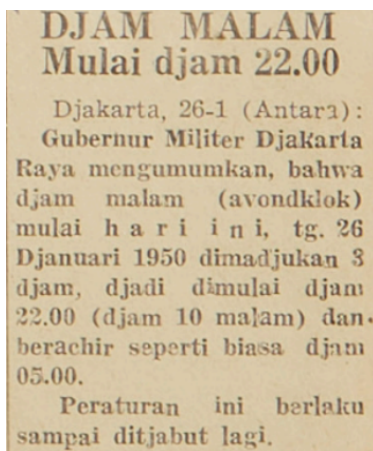 DJAM MALAM
Mulai djam 22.00
Djakarta, 26-1 (Antara):
Gubernur Militer Djakarta
Raya mengumumkan, bahwa
djam malam (avondklok)
mulai h a r i i n i, tg. 26
Djanuari 1950 dimadjukan 3
djam, djadi dimulai djam
22.00 (djam 10 malam) dan
berachir seperti biasa djam
05.00.
Peraturan ini berlaku
sampai ditjabut lagi.